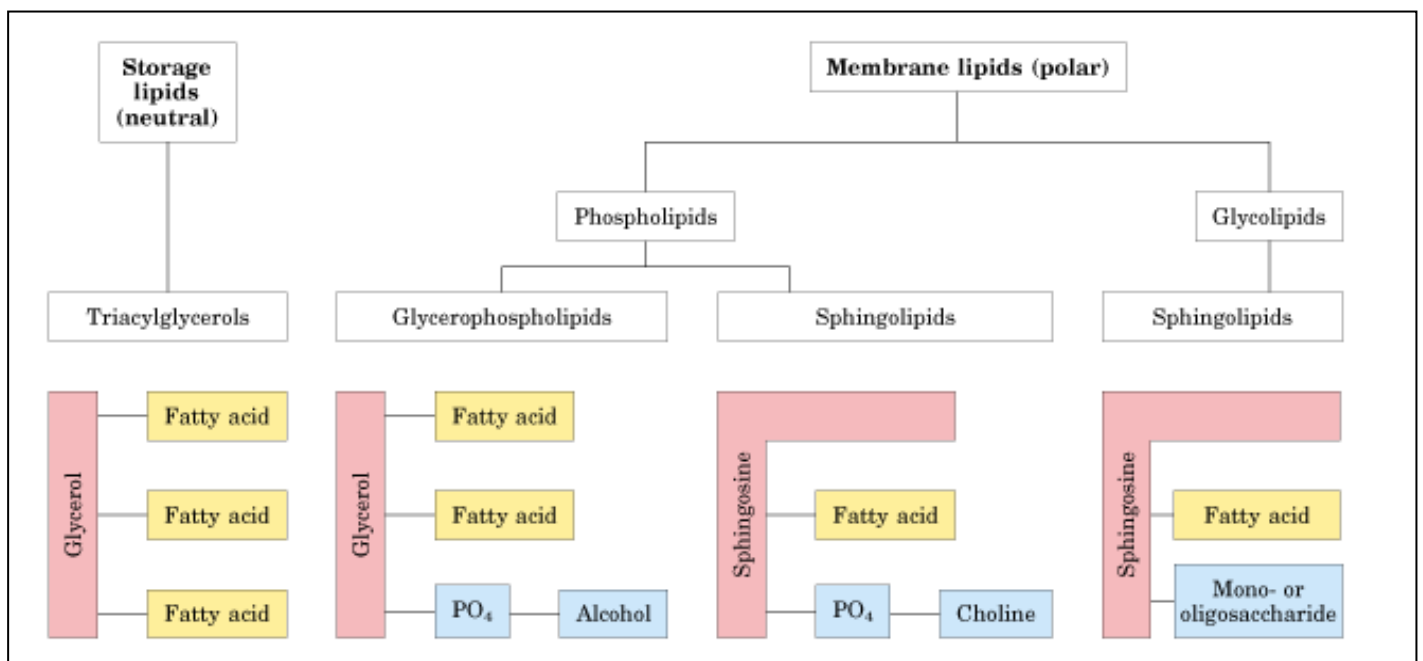 Storage
lipids
(neutral)
Membrane lipids (polar)
Phospholipids
Glycolipids
Triacylglycerols
Glycerophospholipids
Sphingolipids
Sphingolipids
Glycerol
Fatty acid
Fatty acid
Fatty acid
Glycerol
Fatty acid
Fatty acid
PO₄
Alcohol
Sphingosine
Fatty acid
PO₄
Choline
Sphingosine
Fatty acid
Mono- or
oligosaccharide